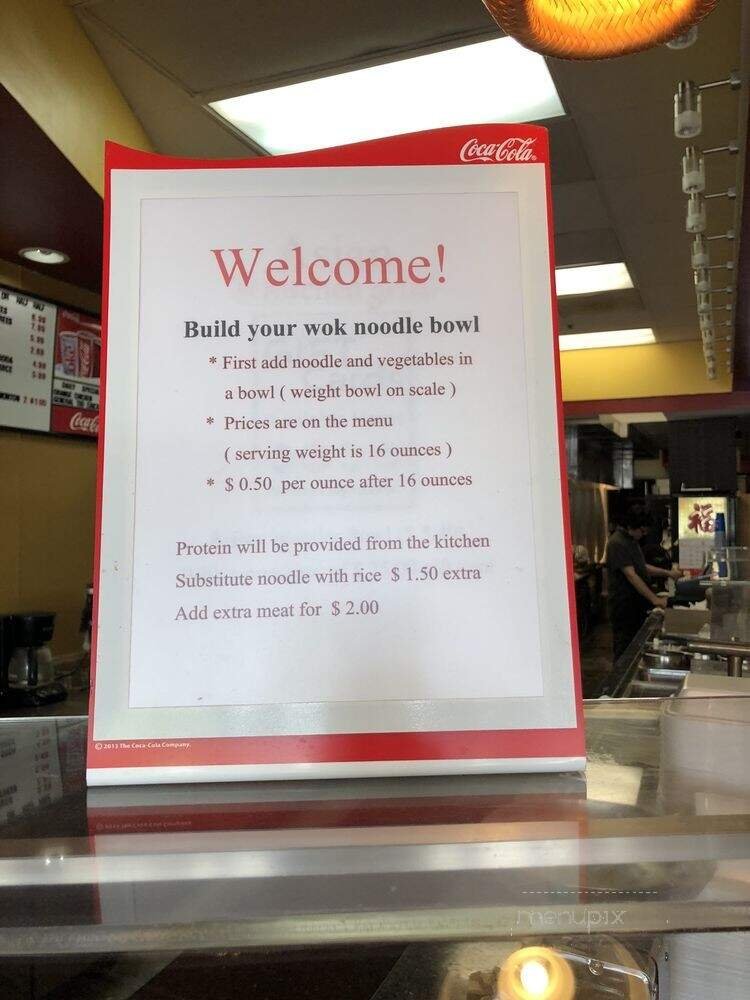 Coca-Cola
Welcome!
Build your wok noodle bowl
* First add noodle and vegetables in
a bowl ( weight bowl on scale )
* Prices are on the menu
( serving weight is 16 ounces )
* $ 0.50 per ounce after 16 ounces
Protein will be provided from the kitchen
Substitute noodle with rice $ 1.50 extra
Add extra meat for $ 2.00
© 2013 The Coca-Cola Company.
福
menupix